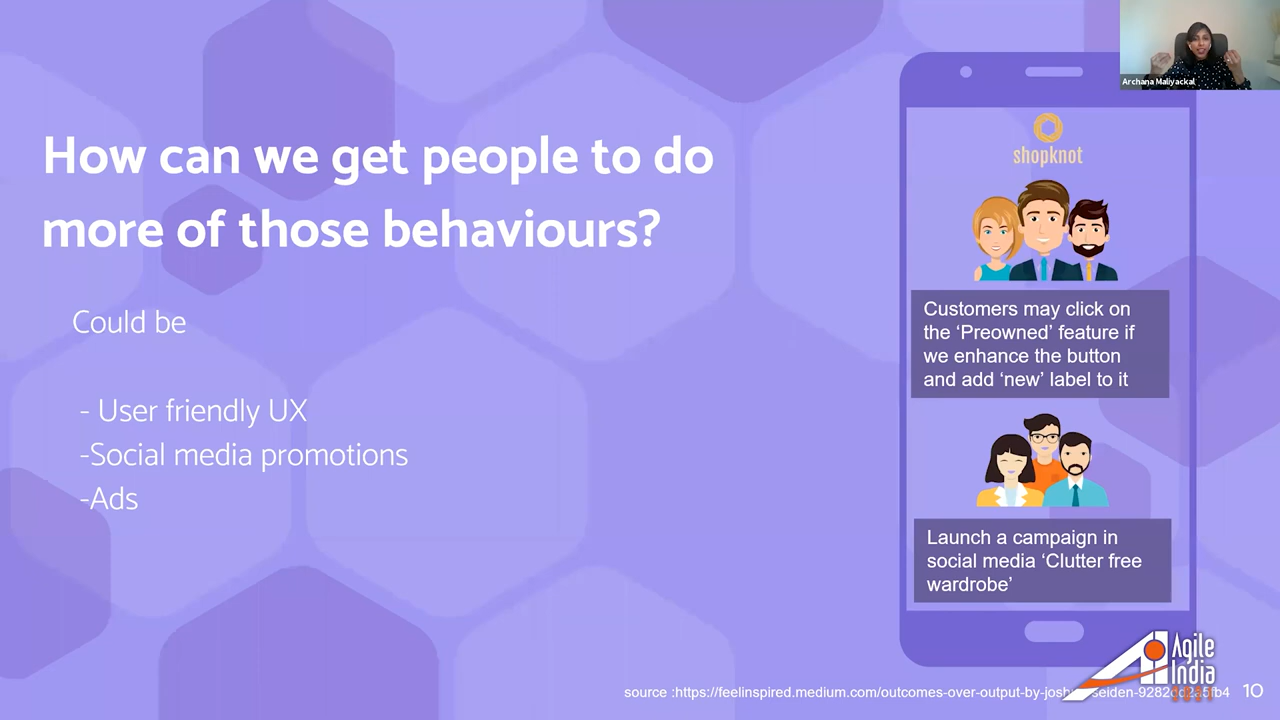 How can we get people to do
more of those behaviours?
Could be
- User friendly UX
-Social media promotions
-Ads
Archana Maliyackal
shopknot
Customers may click on
the ‘Preowned’ feature if
we enhance the button
and add ‘new’ label to it
Launch a campaign in
social media ‘Clutter free
wardrobe’
Agile
India
2021
source :https://feelinspired.medium.com/outcomes-over-output-by-josh
10